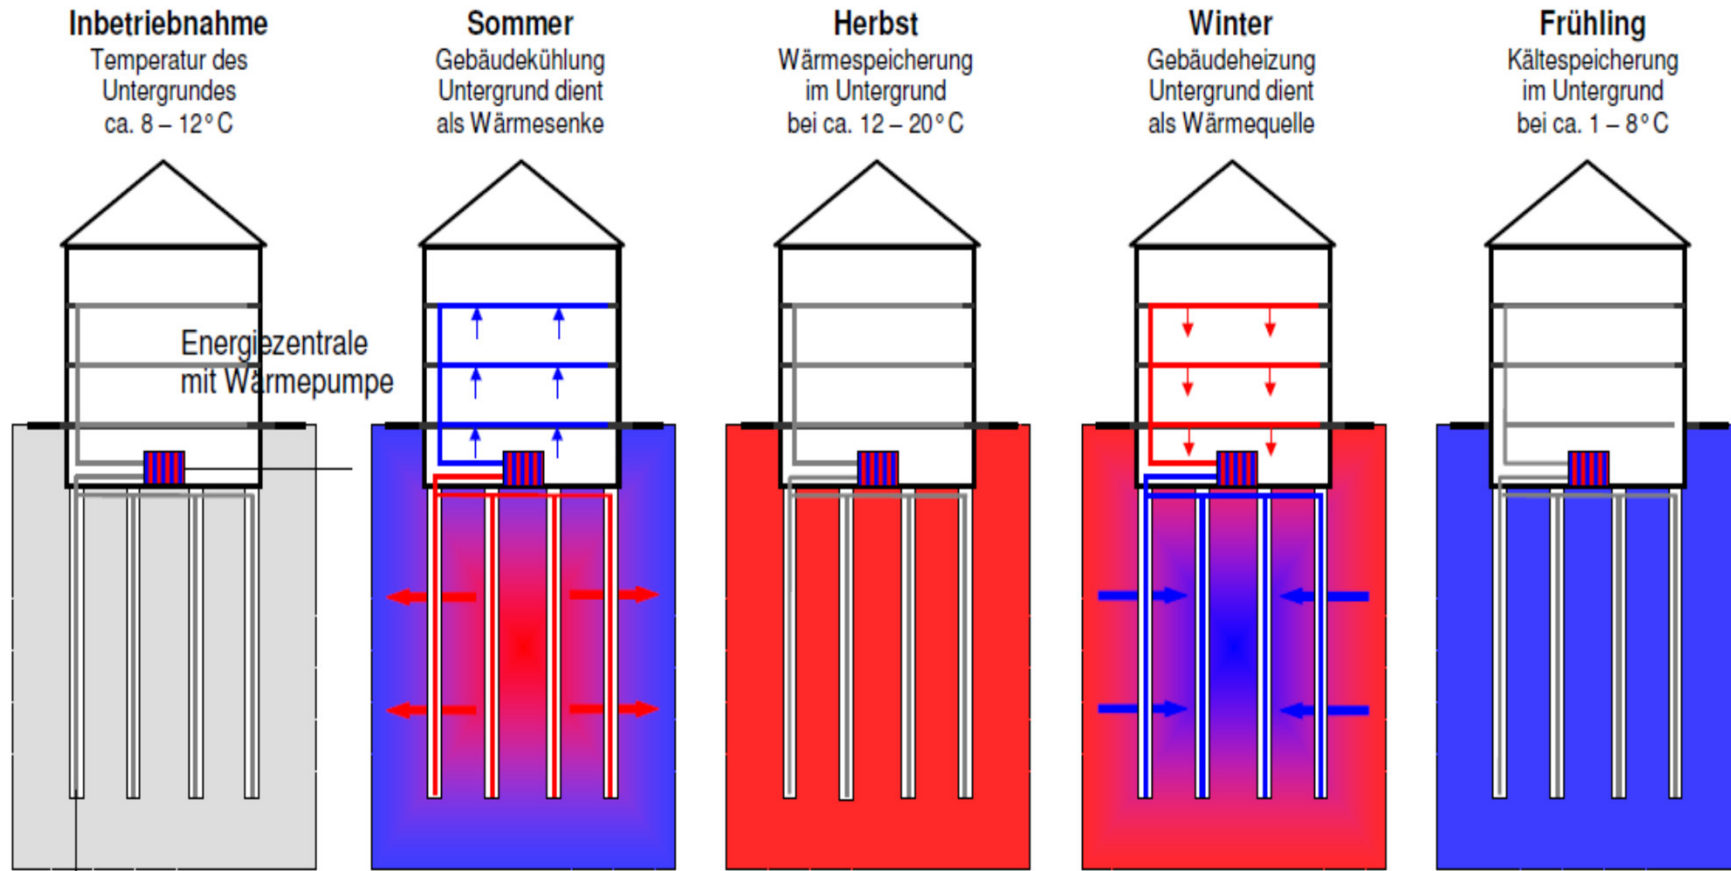 Inbetriebnahme
Temperatur des
Untergrundes
ca. 8 – 12°C
Sommer
Gebäudekühlung
Untergrund dient
als Wärmesenke
Herbst
Wärmespeicherung
im Untergrund
bei ca. 12 – 20°C
Winter
Gebäudeheizung
Untergrund dient
als Wärmequelle
Frühling
Kältespeicherung
im Untergrund
bei ca. 1 – 8°C
Energiezentrale
mit Wärmepumpe